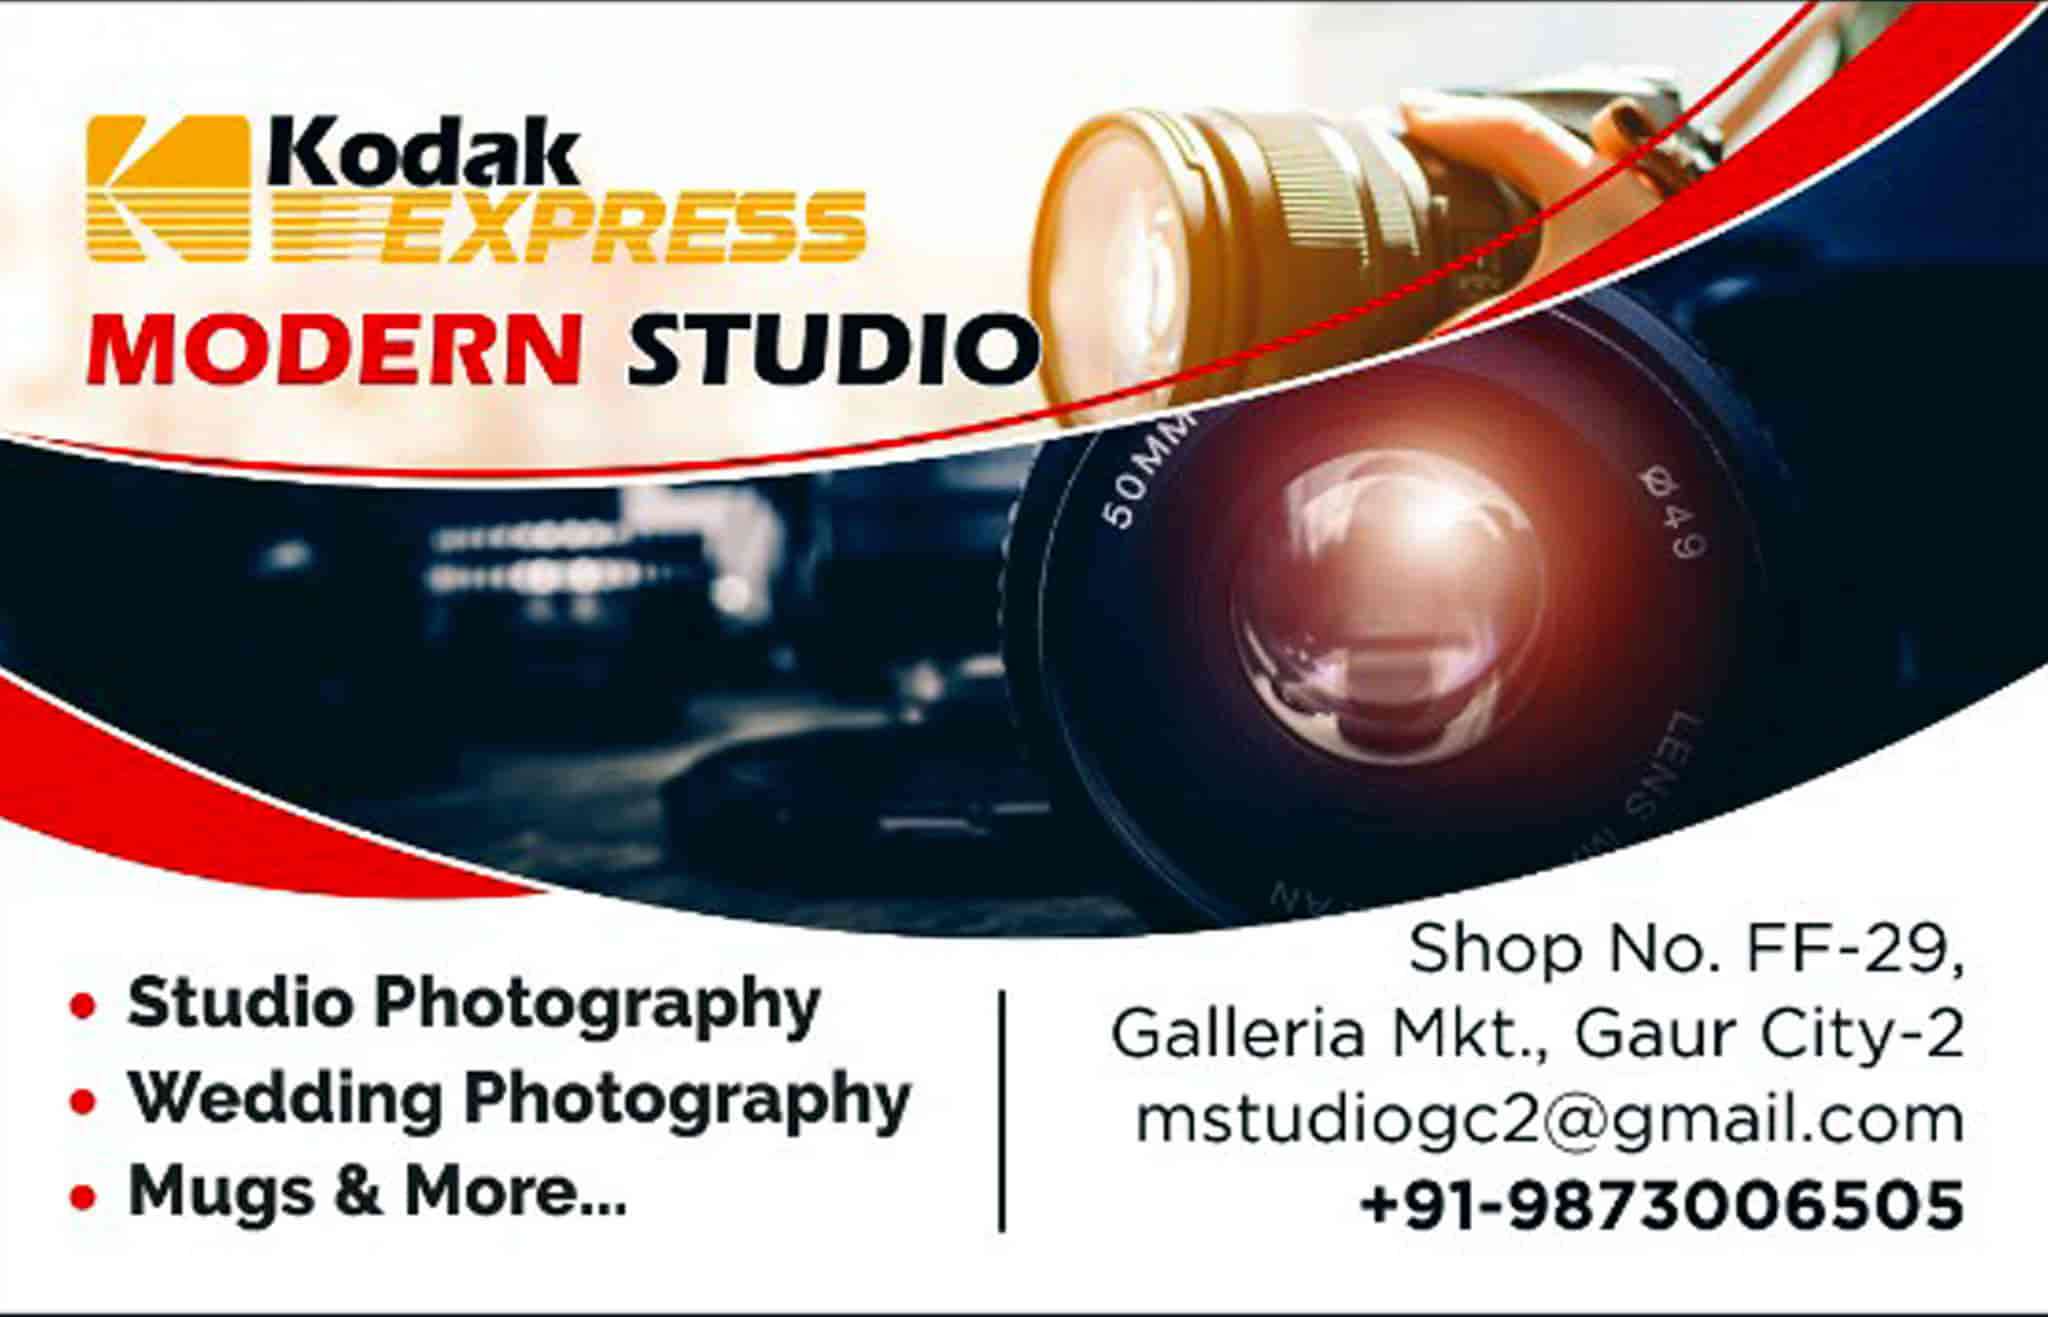 Kodak
EXPRESS
MODERN STUDIO
50MM
Ø49
LENS
Studio Photography
Wedding Photography
Mugs & More...
Shop No. FF-29,
Galleria Mkt., Gaur City-2
mstudiogc2@gmail.com
+91-9873006505